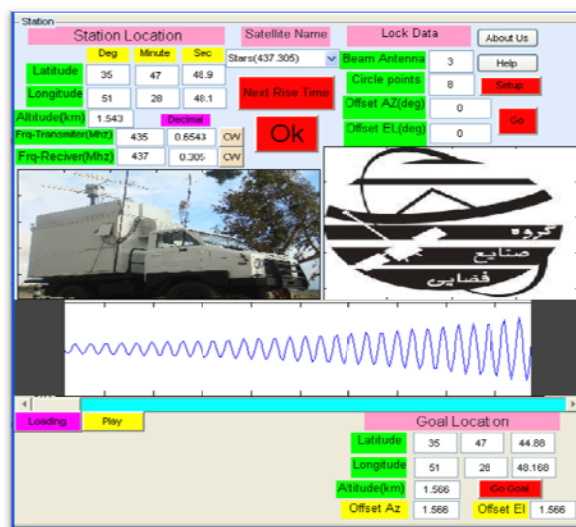 Station
Station Location
Satellite Name
Lock Data
About Us
Deg Minute Sec
Stars(437.305)
Beam Antenna 3
Help
Latitude 35 47 48.9
Circle points 8
Setup
Longitude 51 28 48.1
Next Rise Time
Offset AZ(deg) 0
Go
Altitude(km) 1.543 Decimal
Ok
Offset EL(deg) 0
Frq-Transmiter(Mhz) 435 0.6543 CW
Frq-Reciver(Mhz) 437 0.305 CW
گروه
صنایع
فضایی
Loading Play
Goal Location
Latitude 35 47 44.88
Longitude 51 28 48.168
Altitude(km) 1.566 Go Goal
Offset Az 1.566 Offset El 1.566